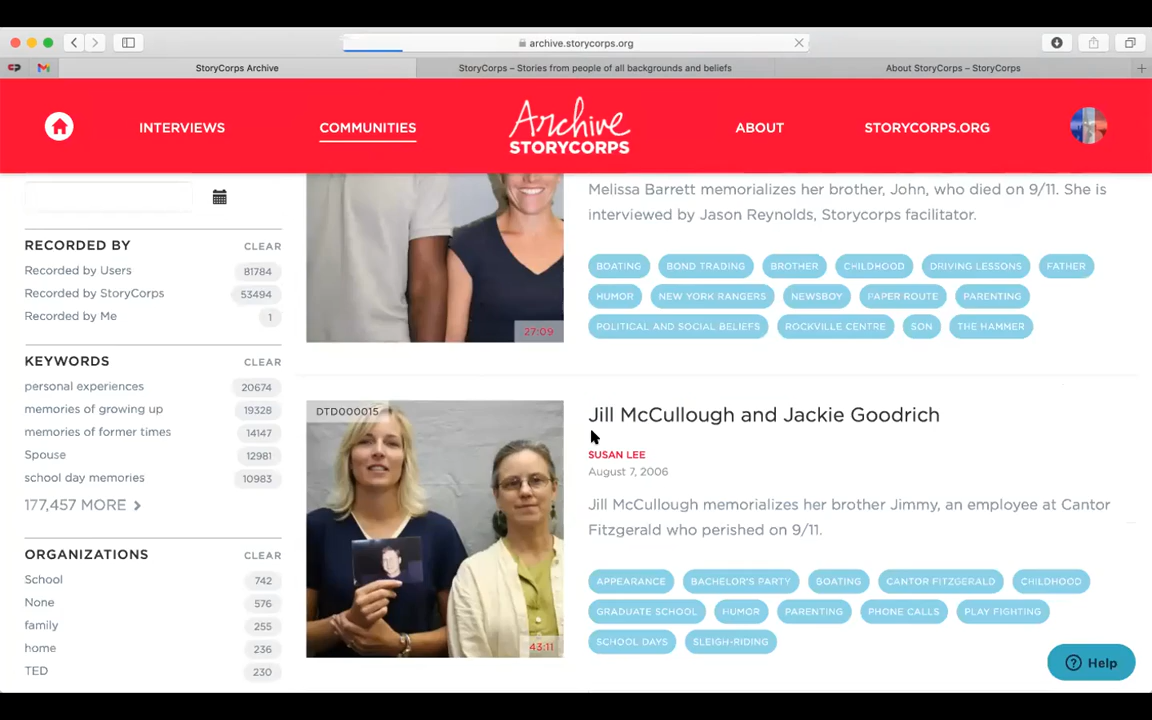 archive.storycorps.org
StoryCorps Archive
StoryCorps – Stories from people of all backgrounds and beliefs
About StoryCorps – StoryCorps
INTERVIEWS
COMMUNITIES
Archive
STORYCORPS
ABOUT
STORYCORPS.ORG
RECORDED BY CLEAR
Recorded by Users 81784
Recorded by StoryCorps 53494
Recorded by Me 1
KEYWORDS CLEAR
personal experiences 20674
memories of growing up 19328
memories of former times 14147
Spouse 12981
school day memories 10983
177,457 MORE
ORGANIZATIONS CLEAR
School 742
None 576
family 255
home 236
TED 230
27:09
Melissa Barrett memorializes her brother, John, who died on 9/11. She is
interviewed by Jason Reynolds, Storycorps facilitator.
BOATING BOND TRADING BROTHER CHILDHOOD DRIVING LESSONS FATHER
HUMOR NEW YORK RANGERS NEWSBOY PAPER ROUTE PARENTING
POLITICAL AND SOCIAL BELIEFS ROCKVILLE CENTRE SON THE HAMMER
DTD000015
43:11
Jill McCullough and Jackie Goodrich
SUSAN LEE
August 7, 2006
Jill McCullough memorializes her brother Jimmy, an employee at Cantor
Fitzgerald who perished on 9/11.
APPEARANCE BACHELOR'S PARTY BOATING CANTOR FITZGERALD CHILDHOOD
GRADUATE SCHOOL HUMOR PARENTING PHONE CALLS PLAY FIGHTING
SCHOOL DAYS SLEIGH-RIDING
Help